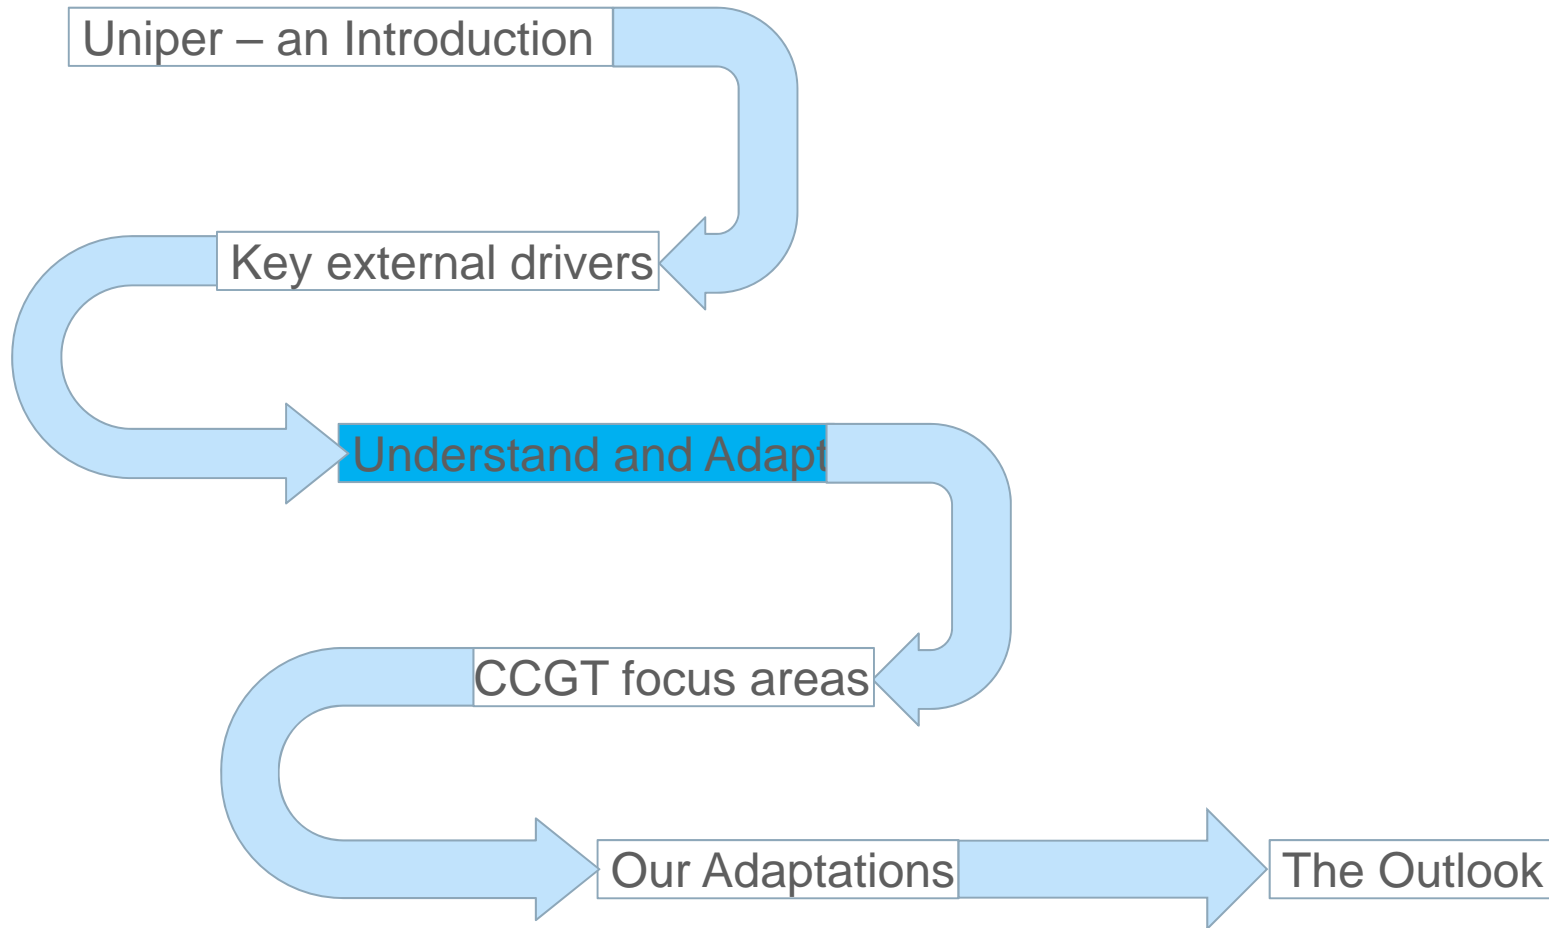 Uniper – an Introduction
Key external drivers
Understand and Adapt
CCGT focus areas
Our Adaptations
The Outlook